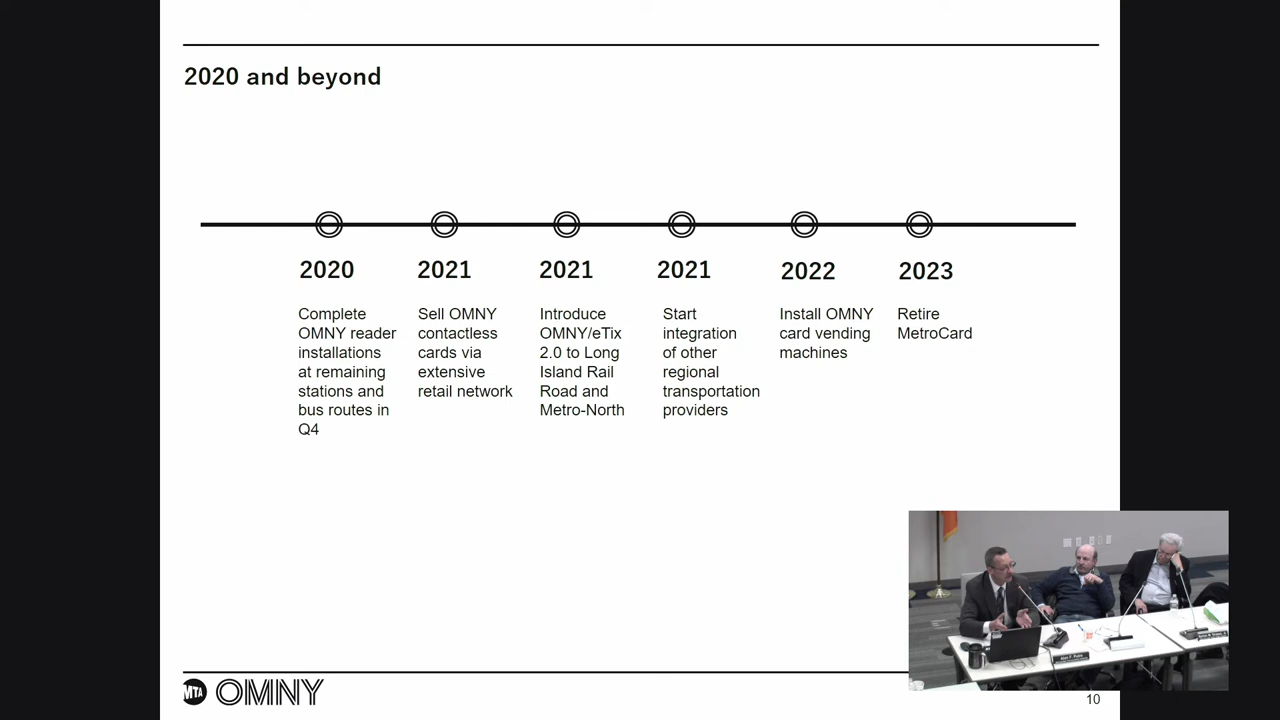 2020 and beyond
2020
Complete
OMNY reader
installations
at remaining
stations and
bus routes in
Q4
2021
Sell OMNY
contactless
cards via
extensive
retail network
2021
Introduce
OMNY/eTix
2.0 to Long
Island Rail
Road and
Metro-North
2021
Start
integration
of other
regional
transportation
providers
2022
Install OMNY
card vending
machines
2023
Retire
MetroCard
MTA OMNY
10